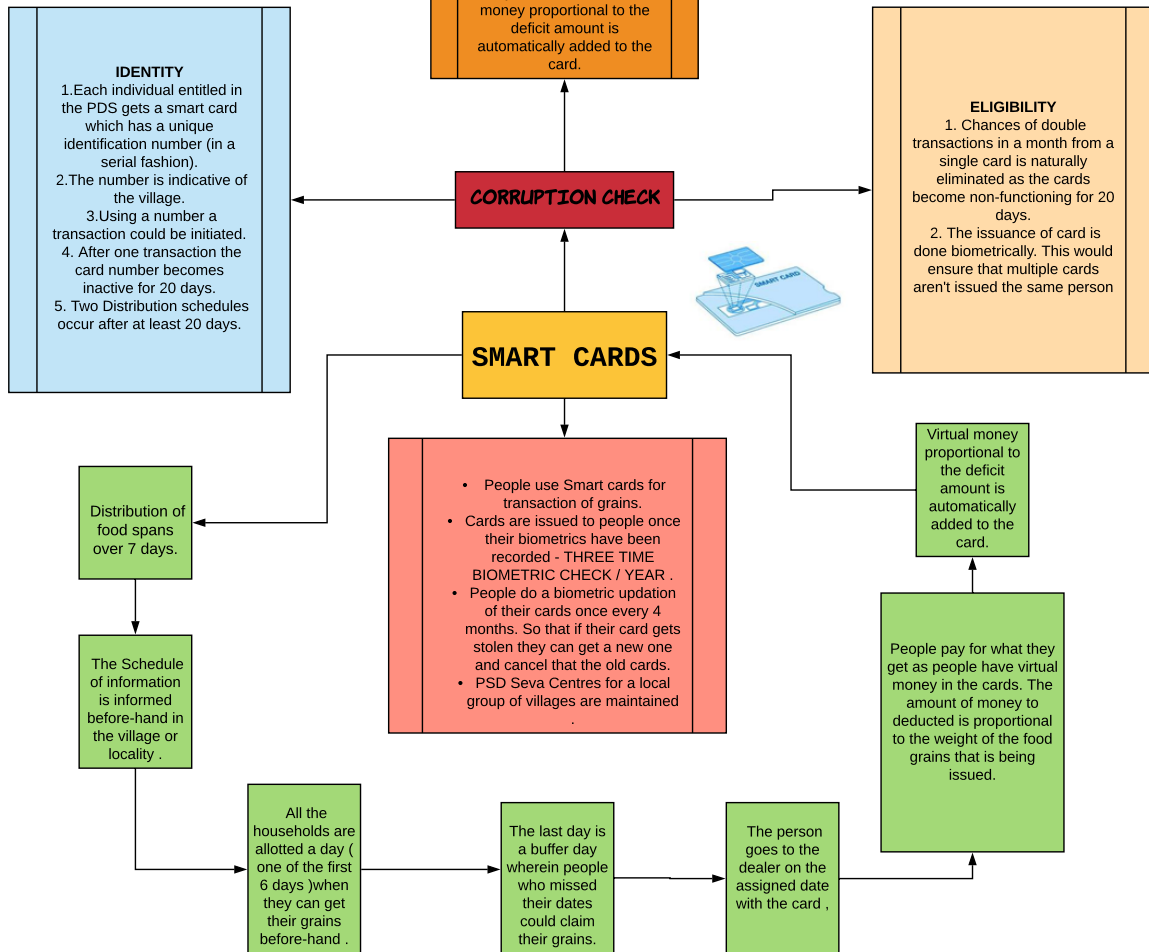 money proportional to the
deficit amount is
automatically added to the
card.
IDENTITY
1.Each individual entitled in
the PDS gets a smart card
which has a unique
identification number (in a
serial fashion).
2.The number is indicative of
the village.
3.Using a number a
transaction could be initiated.
4. After one transaction the
card number becomes
inactive for 20 days.
5. Two Distribution schedules
occur after at least 20 days.
CORRUPTION CHECK
ELIGIBILITY
1. Chances of double
transactions in a month from a
single card is naturally
eliminated as the cards
become non-functioning for 20
days.
2. The issuance of card is
done biometrically. This would
ensure that multiple cards
aren't issued the same person
SMART CARD
SMART CARDS
• People use Smart cards for
transaction of grains.
• Cards are issued to people once
their biometrics have been
recorded - THREE TIME
BIOMETRIC CHECK / YEAR .
• People do a biometric updation
of their cards once every 4
months. So that if their card gets
stolen they can get a new one
and cancel that the old cards.
• PSD Seva Centres for a local
group of villages are maintained
.
Distribution of
food spans
over 7 days.
The Schedule
of information
is informed
before-hand in
the village or
locality .
All the
households are
allotted a day (
one of the first
6 days )when
they can get
their grains
before-hand .
The last day is
a buffer day
wherein people
who missed
their dates
could claim
their grains.
The person
goes to the
dealer on the
assigned date
with the card ,
People pay for what they
get as people have virtual
money in the cards. The
amount of money to
deducted is proportional
to the weight of the food
grains that is being
issued.
Virtual money
proportional to
the deficit
amount is
automatically
added to the
card.